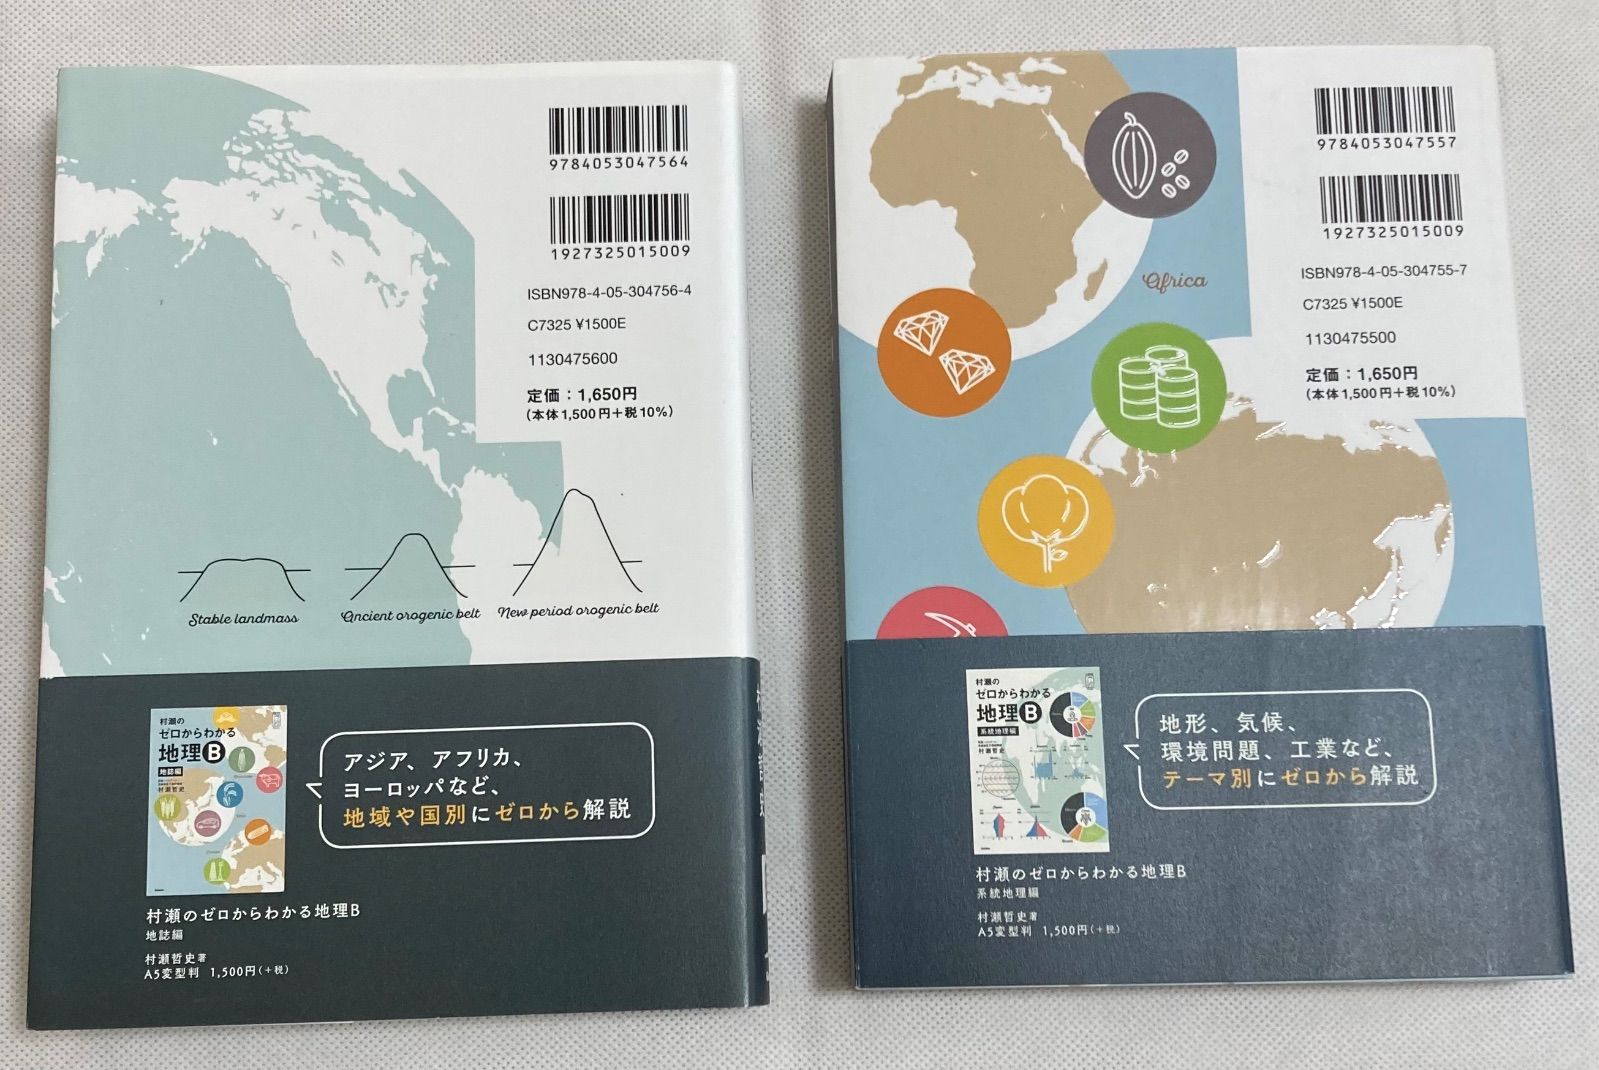 9784053047564
1927325015009
ISBN978-4-05-304756-4
C7325 ¥1500E
1130475600
定価：1,650円
（本体1,500円＋税10%）
Stable landmass
Ancient orogenic belt
New period orogenic belt
村瀬の
ゼロからわかる
地理B
地誌編
村瀬哲史
アジア、アフリカ、
ヨーロッパなど、
地域や国別にゼロから解説
村瀬のゼロからわかる地理B
地誌編
村瀬哲史著
A5変型判 1,500円(＋税)
9784053047557
1927325015009
ISBN978-4-05-304755-7
C7325 ¥1500E
1130475500
定価：1,650円
（本体1,500円＋税10%）
Africa
村瀬の
ゼロからわかる
地理B
系統地理編
村瀬哲史
地形、気候、
環境問題、工業など、
テーマ別にゼロから解説
村瀬のゼロからわかる地理B
系統地理編
村瀬哲史著
A5変型判 1,500円(＋税)